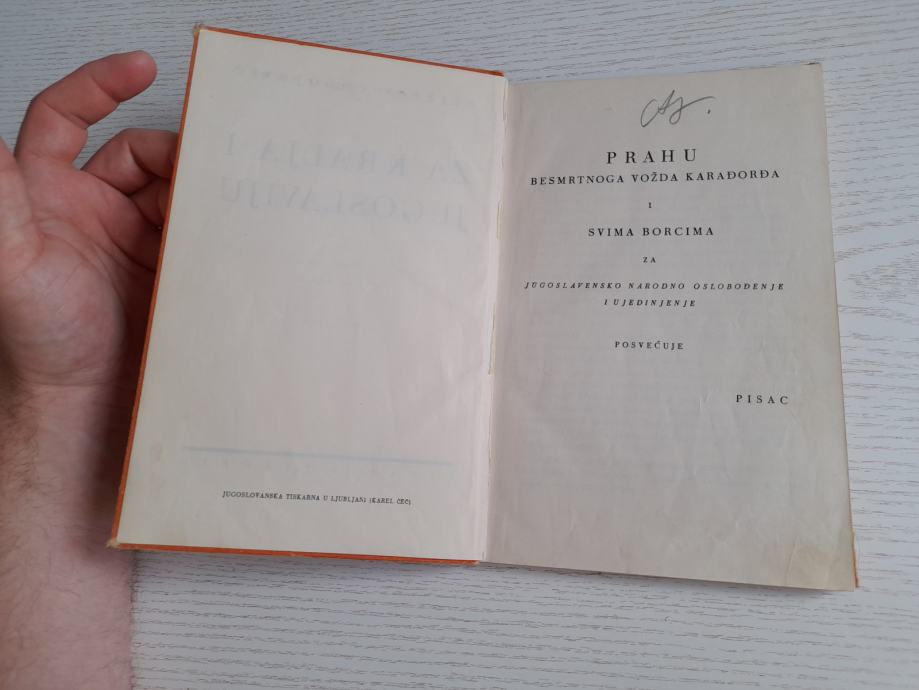 JUGOSLOVANSKA TISKARNA U LJUBLJANI (KAREL ČEČ)
PRAHU
BESMRTNOGA VOŽDA KARAĐORĐA
I
SVIMA BORCIMA
ZA
JUGOSLAVENSKO NARODNO OSLOBOĐENJE
I UJEDINJENJE
POSVEĆUJE
PISAC